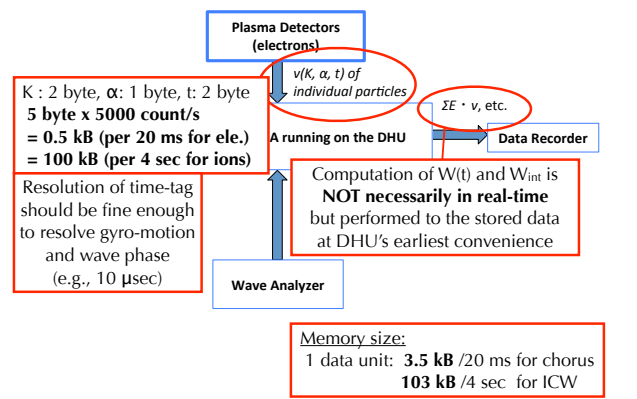 Plasma Detectors
(electrons)
v(K, α, t) of
individual particles
K : 2 byte, α: 1 byte, t: 2 byte
5 byte x 5000 count/s
= 0.5 kB (per 20 ms for ele.)
= 100 kB (per 4 sec for ions)
ΣE・v, etc.
A running on the DHU
Data Recorder
Computation of W(t) and Wint is
NOT necessarily in real-time
but performed to the stored data
at DHU's earliest convenience
Resolution of time-tag
should be fine enough
to resolve gyro-motion
and wave phase
(e.g., 10 μsec)
Wave Analyzer
Memory size:
1 data unit: 3.5 kB /20 ms for chorus
103 kB /4 sec for ICW